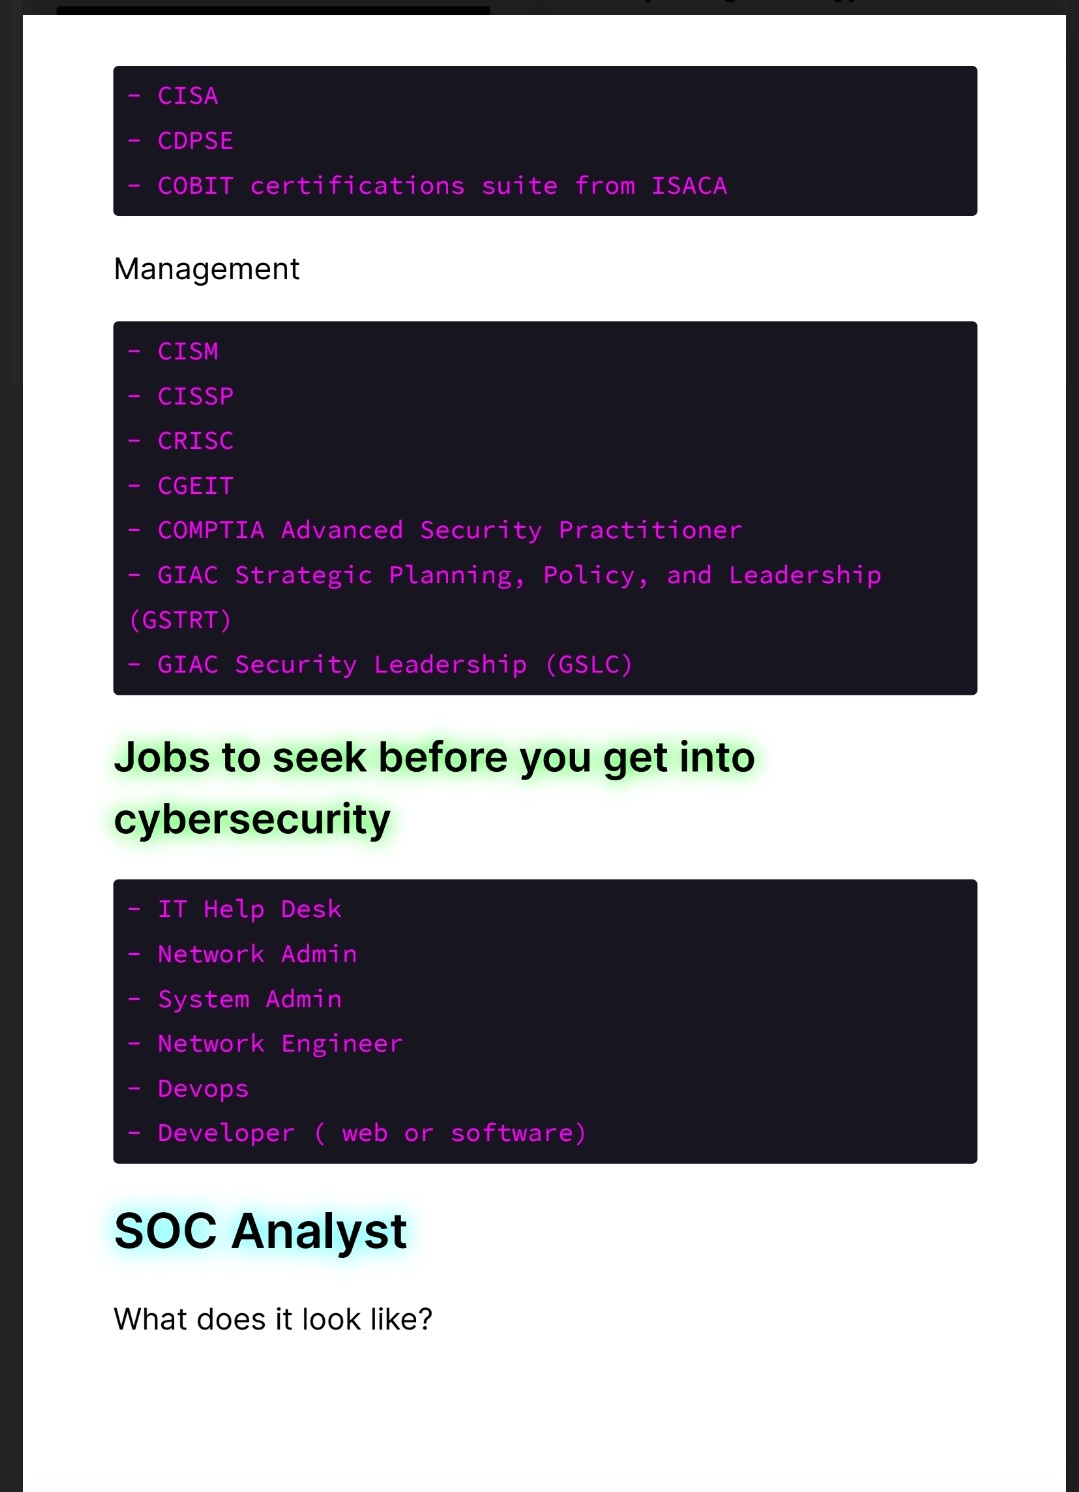 - CISA
- CDPSE
- COBIT certifications suite from ISACA
Management
- CISM
- CISSP
- CRISC
- CGEIT
- COMPTIA Advanced Security Practitioner
- GIAC Strategic Planning, Policy, and Leadership
(GSTRT)
- GIAC Security Leadership (GSLC)
Jobs to seek before you get into
cybersecurity
- IT Help Desk
- Network Admin
- System Admin
- Network Engineer
- Devops
- Developer ( web or software)
SOC Analyst
What does it look like?